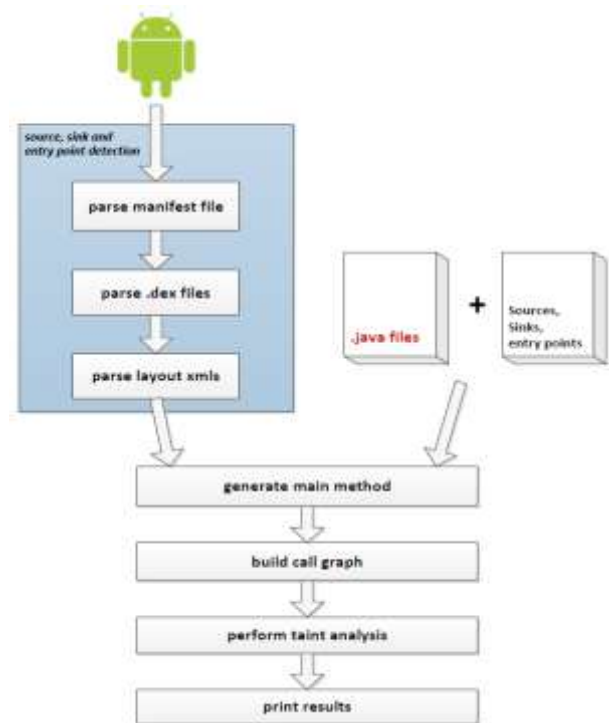 source, sink and
entry point detection
parse manifest file
parse .dex files
parse layout xmls
.java files
+
Sources,
Sinks,
entry points
generate main method
build call graph
perform taint analysis
print results